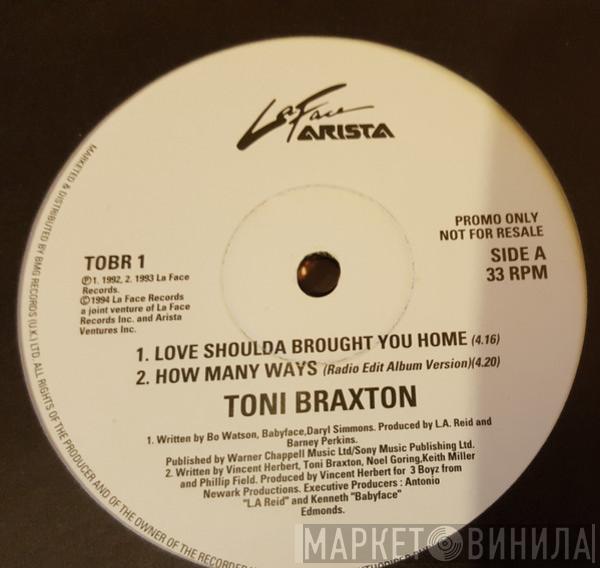 La Face
ARISTA
PROMO ONLY
NOT FOR RESALE
SIDE A
33 RPM
TOBR 1
℗1. 1992, 2. 1993 La Face
Records.
©1994 La Face Records
a joint venture of La Face
Records Inc. and Arista
Ventures Inc.
1. LOVE SHOULDA BROUGHT YOU HOME (4.16)
2. HOW MANY WAYS (Radio Edit Album Version)(4.20)
TONI BRAXTON
1. Written by Bo Watson, Babyface,Daryl Simmons. Produced by L.A. Reid and
Barney Perkins.
Published by Warner Chappell Music Ltd/Sony Music Publishing Ltd.
2. Written by Vincent Herbert, Toni Braxton, Noel Goring,Keith Miller
and Phillip Field. Produced by Vincent Herbert for 3 Boyz from
Newark Productions. Executive Producers : Antonio
"L.A Reid" and Kenneth "Babyface"
Edmonds.
MARKETED & DISTRIBUTED BY BMG RECORDS (U.K.) LTD. ALL RIGHTS OF THE PRODUCER AND OF THE OWNER OF THE RECORDED
МАРКЕТ ВИНИЛА